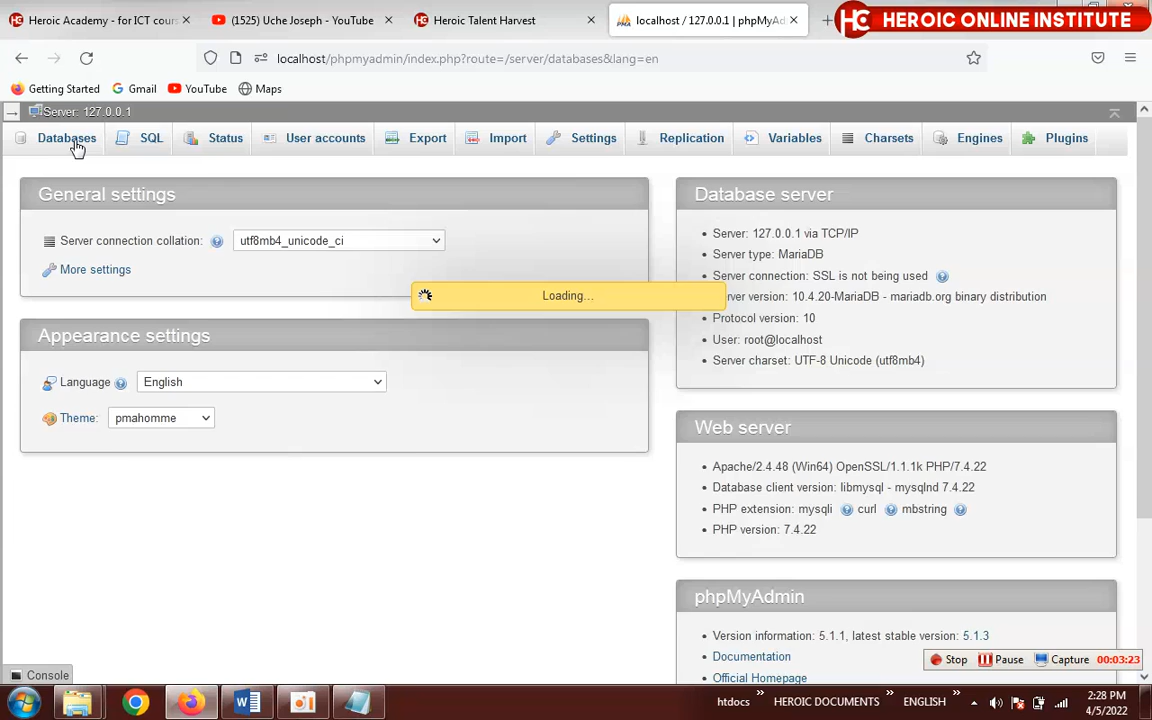 Heroic Academy - for ICT cours
(1525) Uche Joseph - YouTube
Heroic Talent Harvest
localhost / 127.0.0.1 | phpMyAd
HC HEROIC ONLINE INSTITUTE
localhost/phpmyadmin/index.php?route=/server/databases&lang=en
Getting Started
Gmail
YouTube
Maps
Server: 127.0.0.1
Databases
SQL
Status
User accounts
Export
Import
Settings
Replication
Variables
Charsets
Engines
Plugins
General settings
Server connection collation:
utf8mb4_unicode_ci
More settings
Loading...
Appearance settings
Language
English
Theme:
pmahomme
Database server
Server: 127.0.0.1 via TCP/IP
Server type: MariaDB
Server connection: SSL is not being used
rver version: 10.4.20-MariaDB - mariadb.org binary distribution
Protocol version: 10
User: root@localhost
Server charset: UTF-8 Unicode (utf8mb4)
Web server
Apache/2.4.48 (Win64) OpenSSL/1.1.1k PHP/7.4.22
Database client version: libmysql - mysqlnd 7.4.22
PHP extension: mysqli curl mbstring
PHP version: 7.4.22
phpMyAdmin
Version information: 5.1.1, latest stable version: 5.1.3
Documentation
Official Homepage
Stop
Pause
Capture
00:03:23
Console
htdocs
HEROIC DOCUMENTS
ENGLISH
2:28 PM
4/5/2022